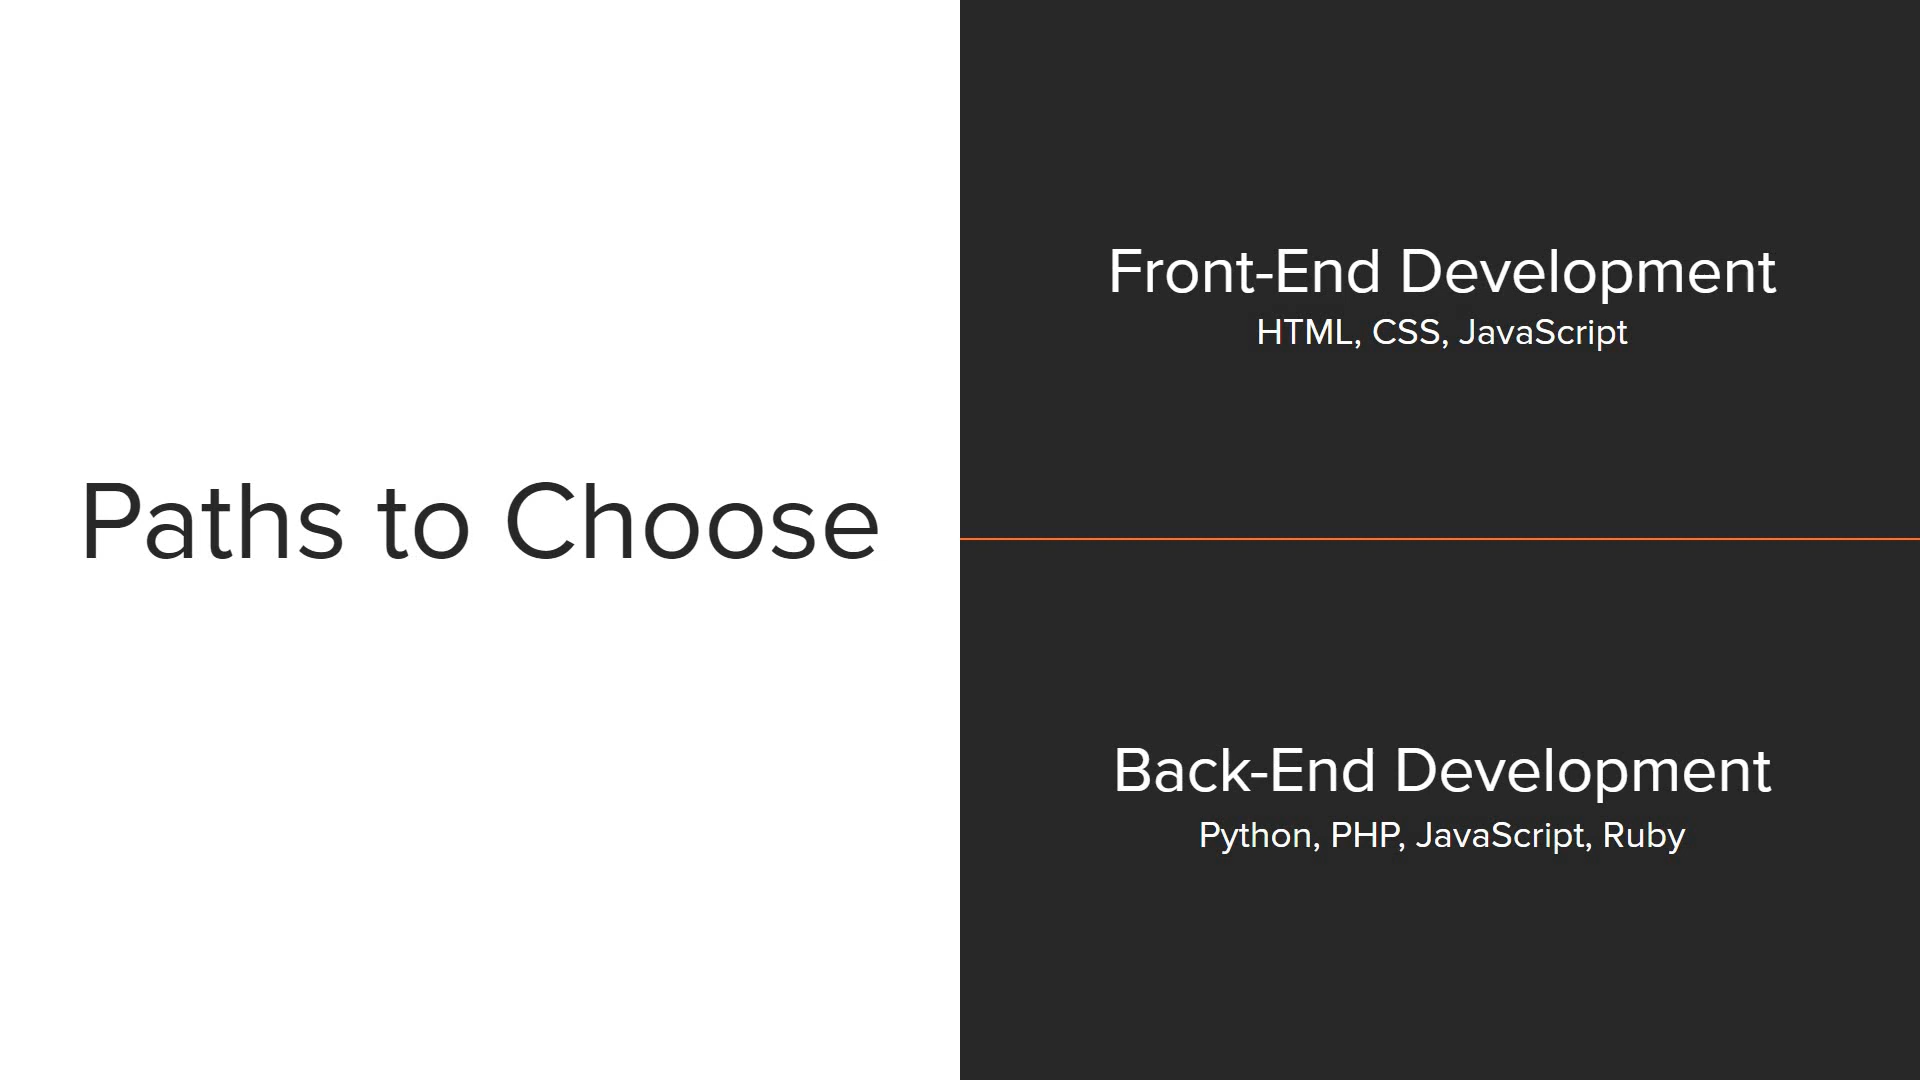 Paths to Choose
Front-End Development
HTML, CSS, JavaScript
Back-End Development
Python, PHP, JavaScript, Ruby